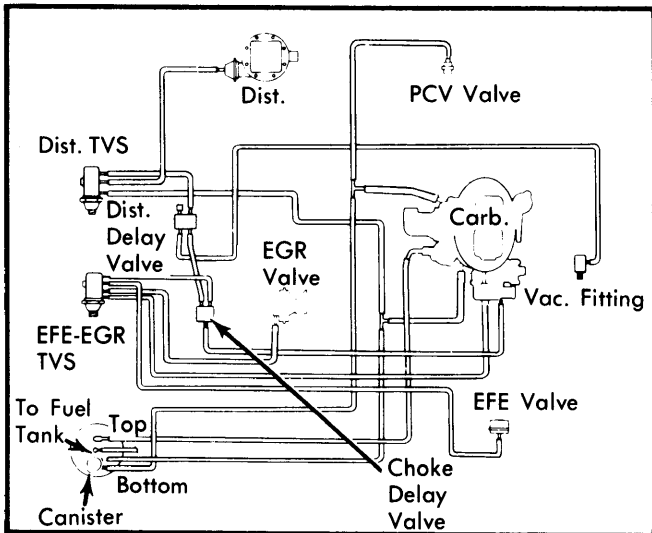 Dist.
PCV Valve
Dist. TVS
Dist.
Delay
Valve
Carb.
EGR
Valve
Vac. Fitting
EFE-EGR
TVS
To Fuel
Tank
Top
EFE Valve
Bottom
Canister
Choke
Delay
Valve